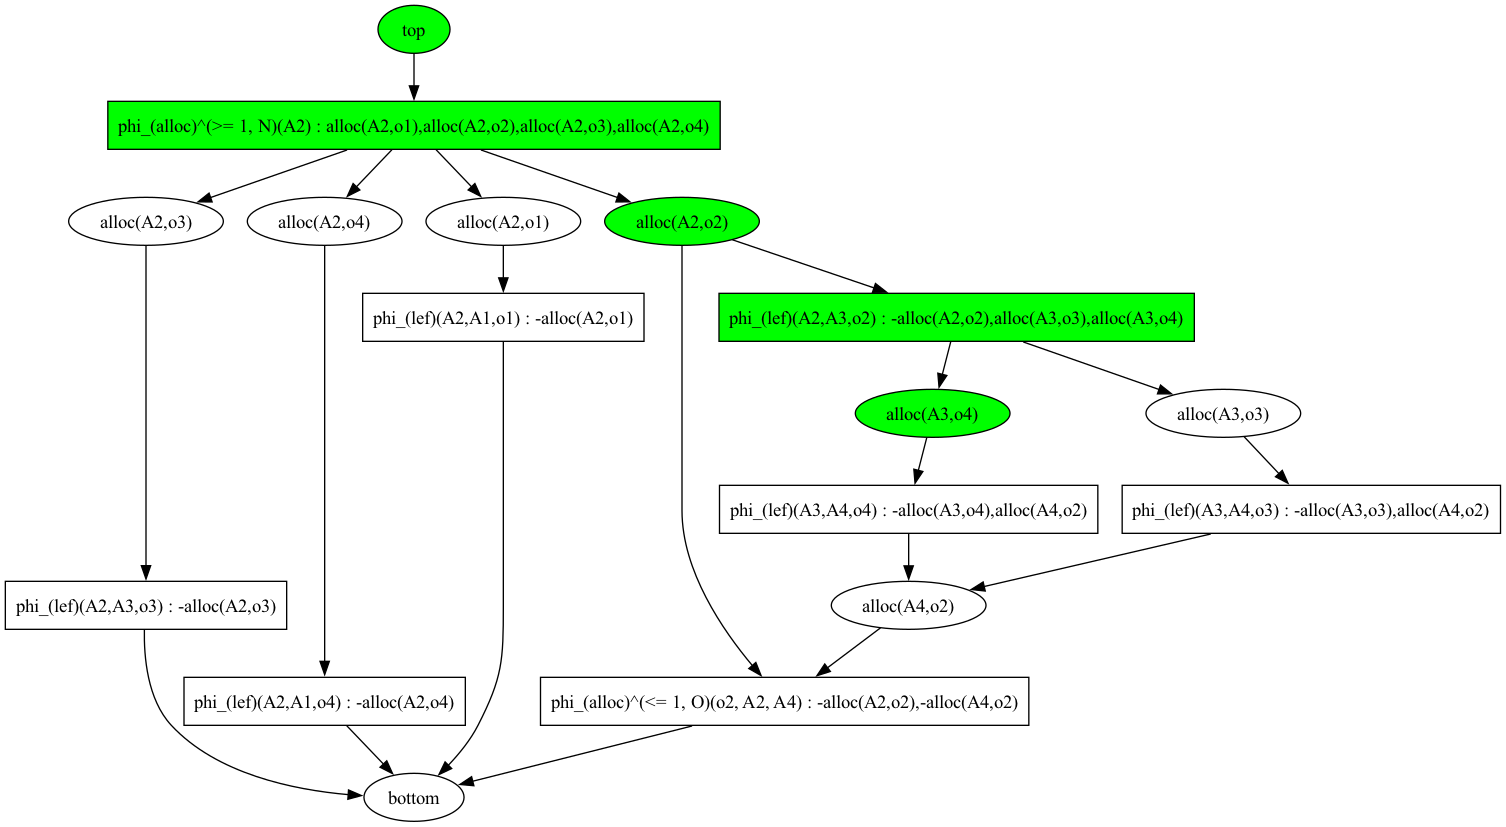 top
phi_(alloc)^(>= 1, N)(A2) : alloc(A2,o1),alloc(A2,o2),alloc(A2,o3),alloc(A2,o4)
alloc(A2,o3)
alloc(A2,o4)
alloc(A2,o1)
alloc(A2,o2)
phi_(lef)(A2,A1,o1) : -alloc(A2,o1)
phi_(lef)(A2,A3,o2) : -alloc(A2,o2),alloc(A3,o3),alloc(A3,o4)
alloc(A3,o4)
alloc(A3,o3)
phi_(lef)(A3,A4,o4) : -alloc(A3,o4),alloc(A4,o2)
phi_(lef)(A3,A4,o3) : -alloc(A3,o3),alloc(A4,o2)
phi_(lef)(A2,A3,o3) : -alloc(A2,o3)
alloc(A4,o2)
phi_(lef)(A2,A1,o4) : -alloc(A2,o4)
phi_(alloc)^(<= 1, O)(o2, A2, A4) : -alloc(A2,o2),-alloc(A4,o2)
bottom